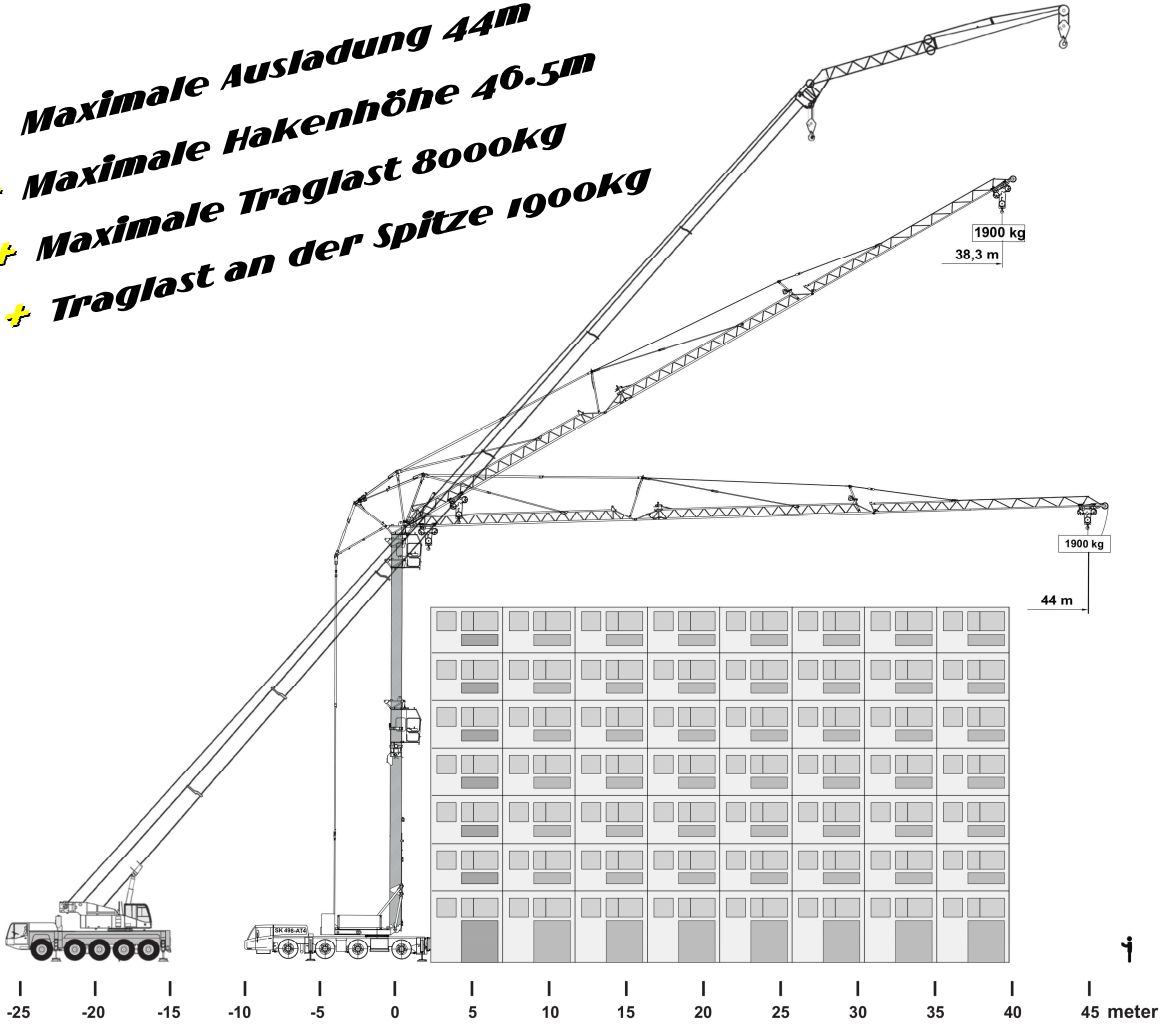 Maximale Ausladung 44m
Maximale Hakenhöhe 46.5m
+ Maximale Traglast 8000kg
+ Traglast an der Spitze 1900kg
1900 kg
38,3 m
1900 kg
44 m
SK 498-AT4
-25 -20 -15 -10 -5 0 5 10 15 20 25 30 35 40 45 meter